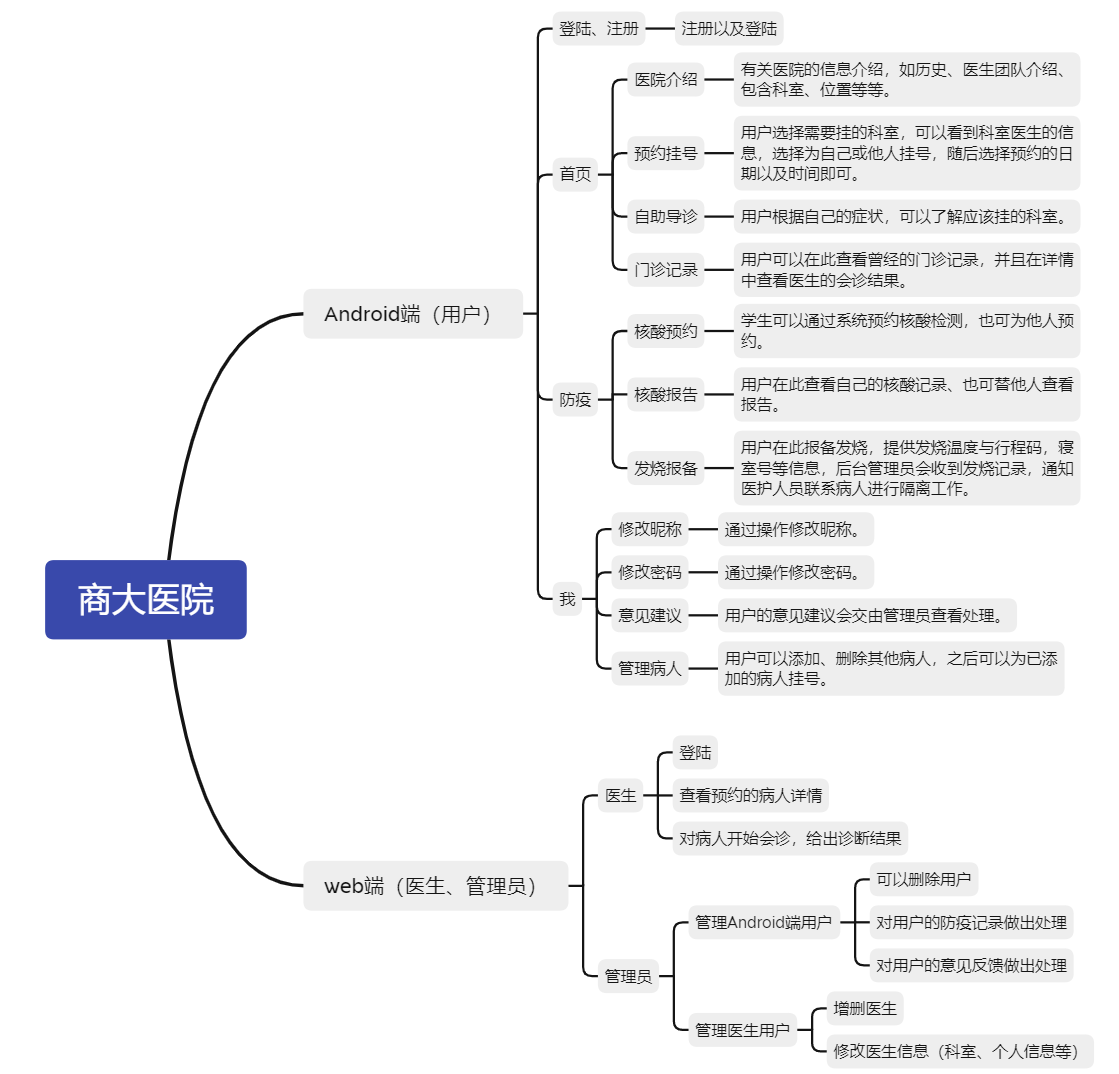 商大医院
Android端（用户）
登陆、注册
注册以及登陆
首页
医院介绍
有关医院的信息介绍，如历史、医生团队介绍、
包含科室、位置等等。
预约挂号
用户选择需要挂的科室，可以看到科室医生的信
息，选择为自己或他人挂号，随后选择预约的日
期以及时间即可。
自助导诊
用户根据自己的症状，可以了解应该挂的科室。
门诊记录
用户可以在此查看曾经的门诊记录，并且在详情
中查看医生的会诊结果。
防疫
核酸预约
学生可以通过系统预约核酸检测，也可为他人预
约。
核酸报告
用户在此查看自己的核酸记录、也可替他人查看
报告。
发烧报备
用户在此报备发烧，提供发烧温度与行程码，寝
室号等信息，后台管理员会收到发烧记录，通知
医护人员联系病人进行隔离工作。
我
修改昵称
通过操作修改昵称。
修改密码
通过操作修改密码。
意见建议
用户的意见建议会交由管理员查看处理。
管理病人
用户可以添加、删除其他病人，之后可以为已添
加的病人挂号。
web端（医生、管理员）
医生
登陆
查看预约的病人详情
对病人开始会诊，给出诊断结果
管理员
管理Android端用户
可以删除用户
对用户的防疫记录做出处理
对用户的意见反馈做出处理
管理医生用户
增删医生
修改医生信息（科室、个人信息等）